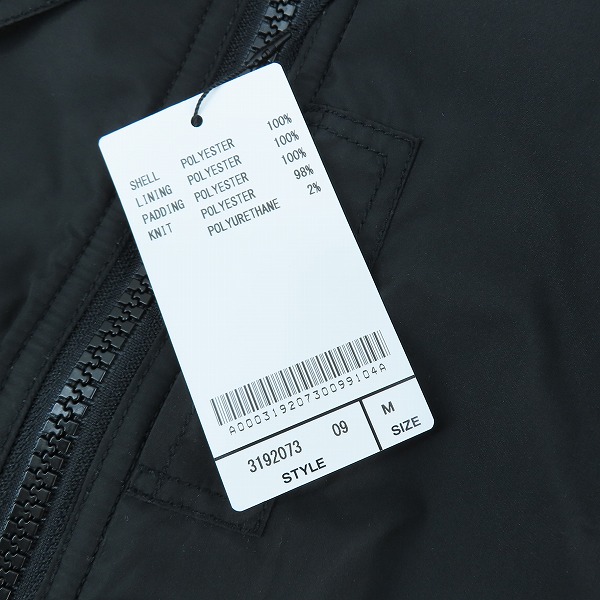 SHELL POLYESTER 100%
LINING POLYESTER 100%
PADDING POLYESTER 100%
KNIT POLYESTER 98%
POLYURETHANE 2%
A00031920730099104A
3192073 09 M
STYLE SIZE